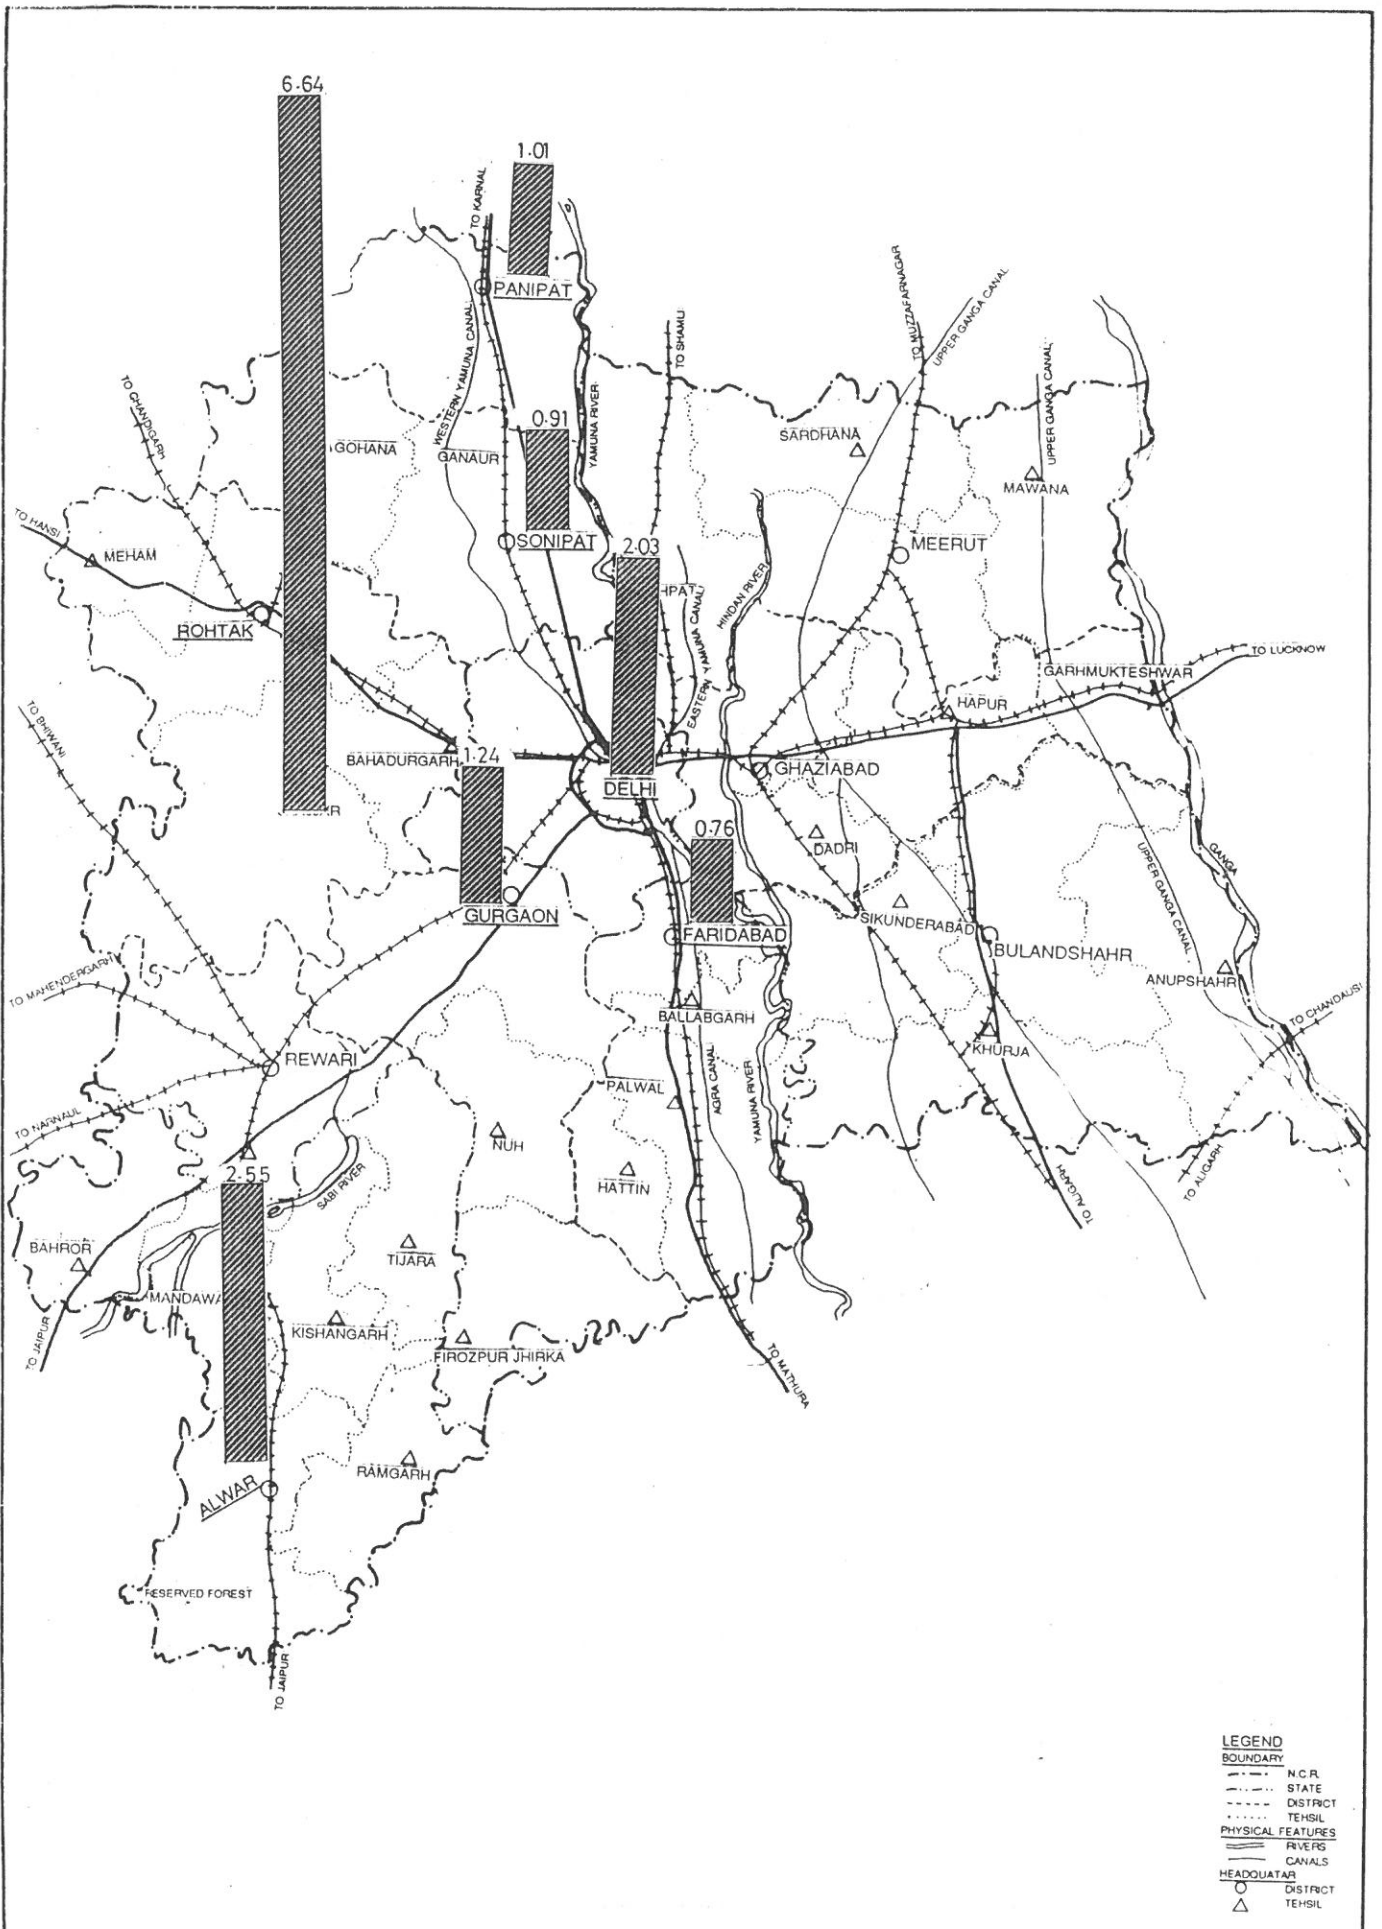 6.64
1.01
TO KARNAL
PANIPAT
WESTERN YAMUNA CANAL
YAMUNA RIVER
TO SHAMLI
TO MUZZAFARNAGAR
UPPER GANGA CANAL
UPPER GANGA CANAL
TO CHANDIGARH
GOHANA
GANAUR
0.91
SARDHANA
MAWANA
TO HANSI
MEHAM
SONIPAT
2.03
MEERUT
HINDAN RIVER
HPAT
EASTERN YAMUNA CANAL
ROHTAK
TO LUCKNOW
GARHMUKTESHWAR
HAPUR
TO BHIWANI
BAHADURGARH
1.24
DELHI
GHAZIABAD
KR
0.76
DADRI
UPPER GANGA CANAL
GANGA
GURGAON
FARIDABAD
SIKUNDERABAD
BULANDSHAHR
ANUPSHAHR
TO MAHENDERGARH
BALLABGARH
TO CHANDAUSI
KHURJA
REWARI
PALWAL
AGRA CANAL
YAMUNA RIVER
TO NARNAUL
NUH
HATTIN
TO ALIGARH
TO ALIGARH
2.55
SABI RIVER
BAHROR
TIJARA
MANDAWA
KISHANGARH
FIROZPUR JHIRKA
TO JAIPUR
TO MATHURA
RAMGARH
ALWAR
RESERVED FOREST
TO JAIPUR
LEGEND
BOUNDARY
N.C.R.
STATE
DISTRICT
TEHSIL
PHYSICAL FEATURES
RIVERS
CANALS
HEADQUATAR
DISTRICT
TEHSIL